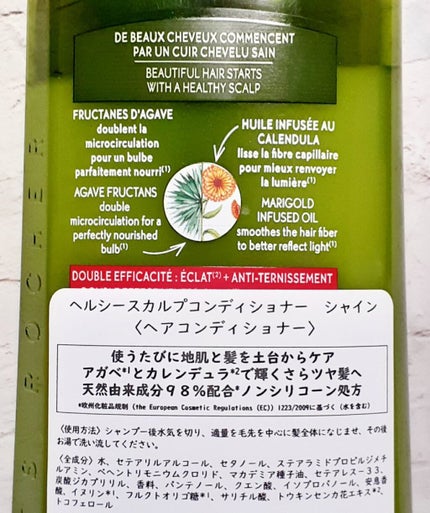 DE BEAUX CHEVEUX COMMENCENT
PAR UN CUIR CHEVELU SAIN
BEAUTIFUL HAIR STARTS
WITH A HEALTHY SCALP
FRUCTANES D'AGAVE
doublent la
microcirculation
pour un bulbe
parfaitement nourri(1)
AGAVE FRUCTANS
double
microcirculation for a
perfectly nourished
bulb(1)
HUILE INFUSÉE AU
CALENDULA
lisse la fibre capillaire
pour mieux renvoyer
la lumière(1)
MARIGOLD
INFUSED OIL
smoothes the hair fiber
to better reflect light(1)
DOUBLE EFFICACITÉ : ÉCLAT(2) + ANTI-TERNISSEMENT
ヘルシースカルプコンディショナー シャイン
〈ヘアコンディショナー〉
使うたびに地肌と髪を土台からケア
アガベ*1とカレンデュラ*2で輝くさらツヤ髪へ
天然由来成分98%配合*ノンシリコーン処方
*欧州化粧品規制 (the European Cosmetic Regulations (EC)) 1223/2009に基づく (水を含む)
〈使用方法〉シャンプー後水気を切り、適量を毛先を中心に髪全体になじませ、その後
お湯で洗い流してください。
〈全成分〉水、セテアリルアルコール、セタノール、ステアラミドプロピルジメチ
ルアミン、ベヘントリモニウムクロリド、マカデミア種子油、セテアレス-33、
炭酸ジカプリリル、香料、パンテノール、クエン酸、イソプロパノール、安息香
酸、イヌリン*1、フルクトオリゴ糖*1、サリチル酸、トウキンセンカ花エキス*2、
トコフェロール
ROCHER